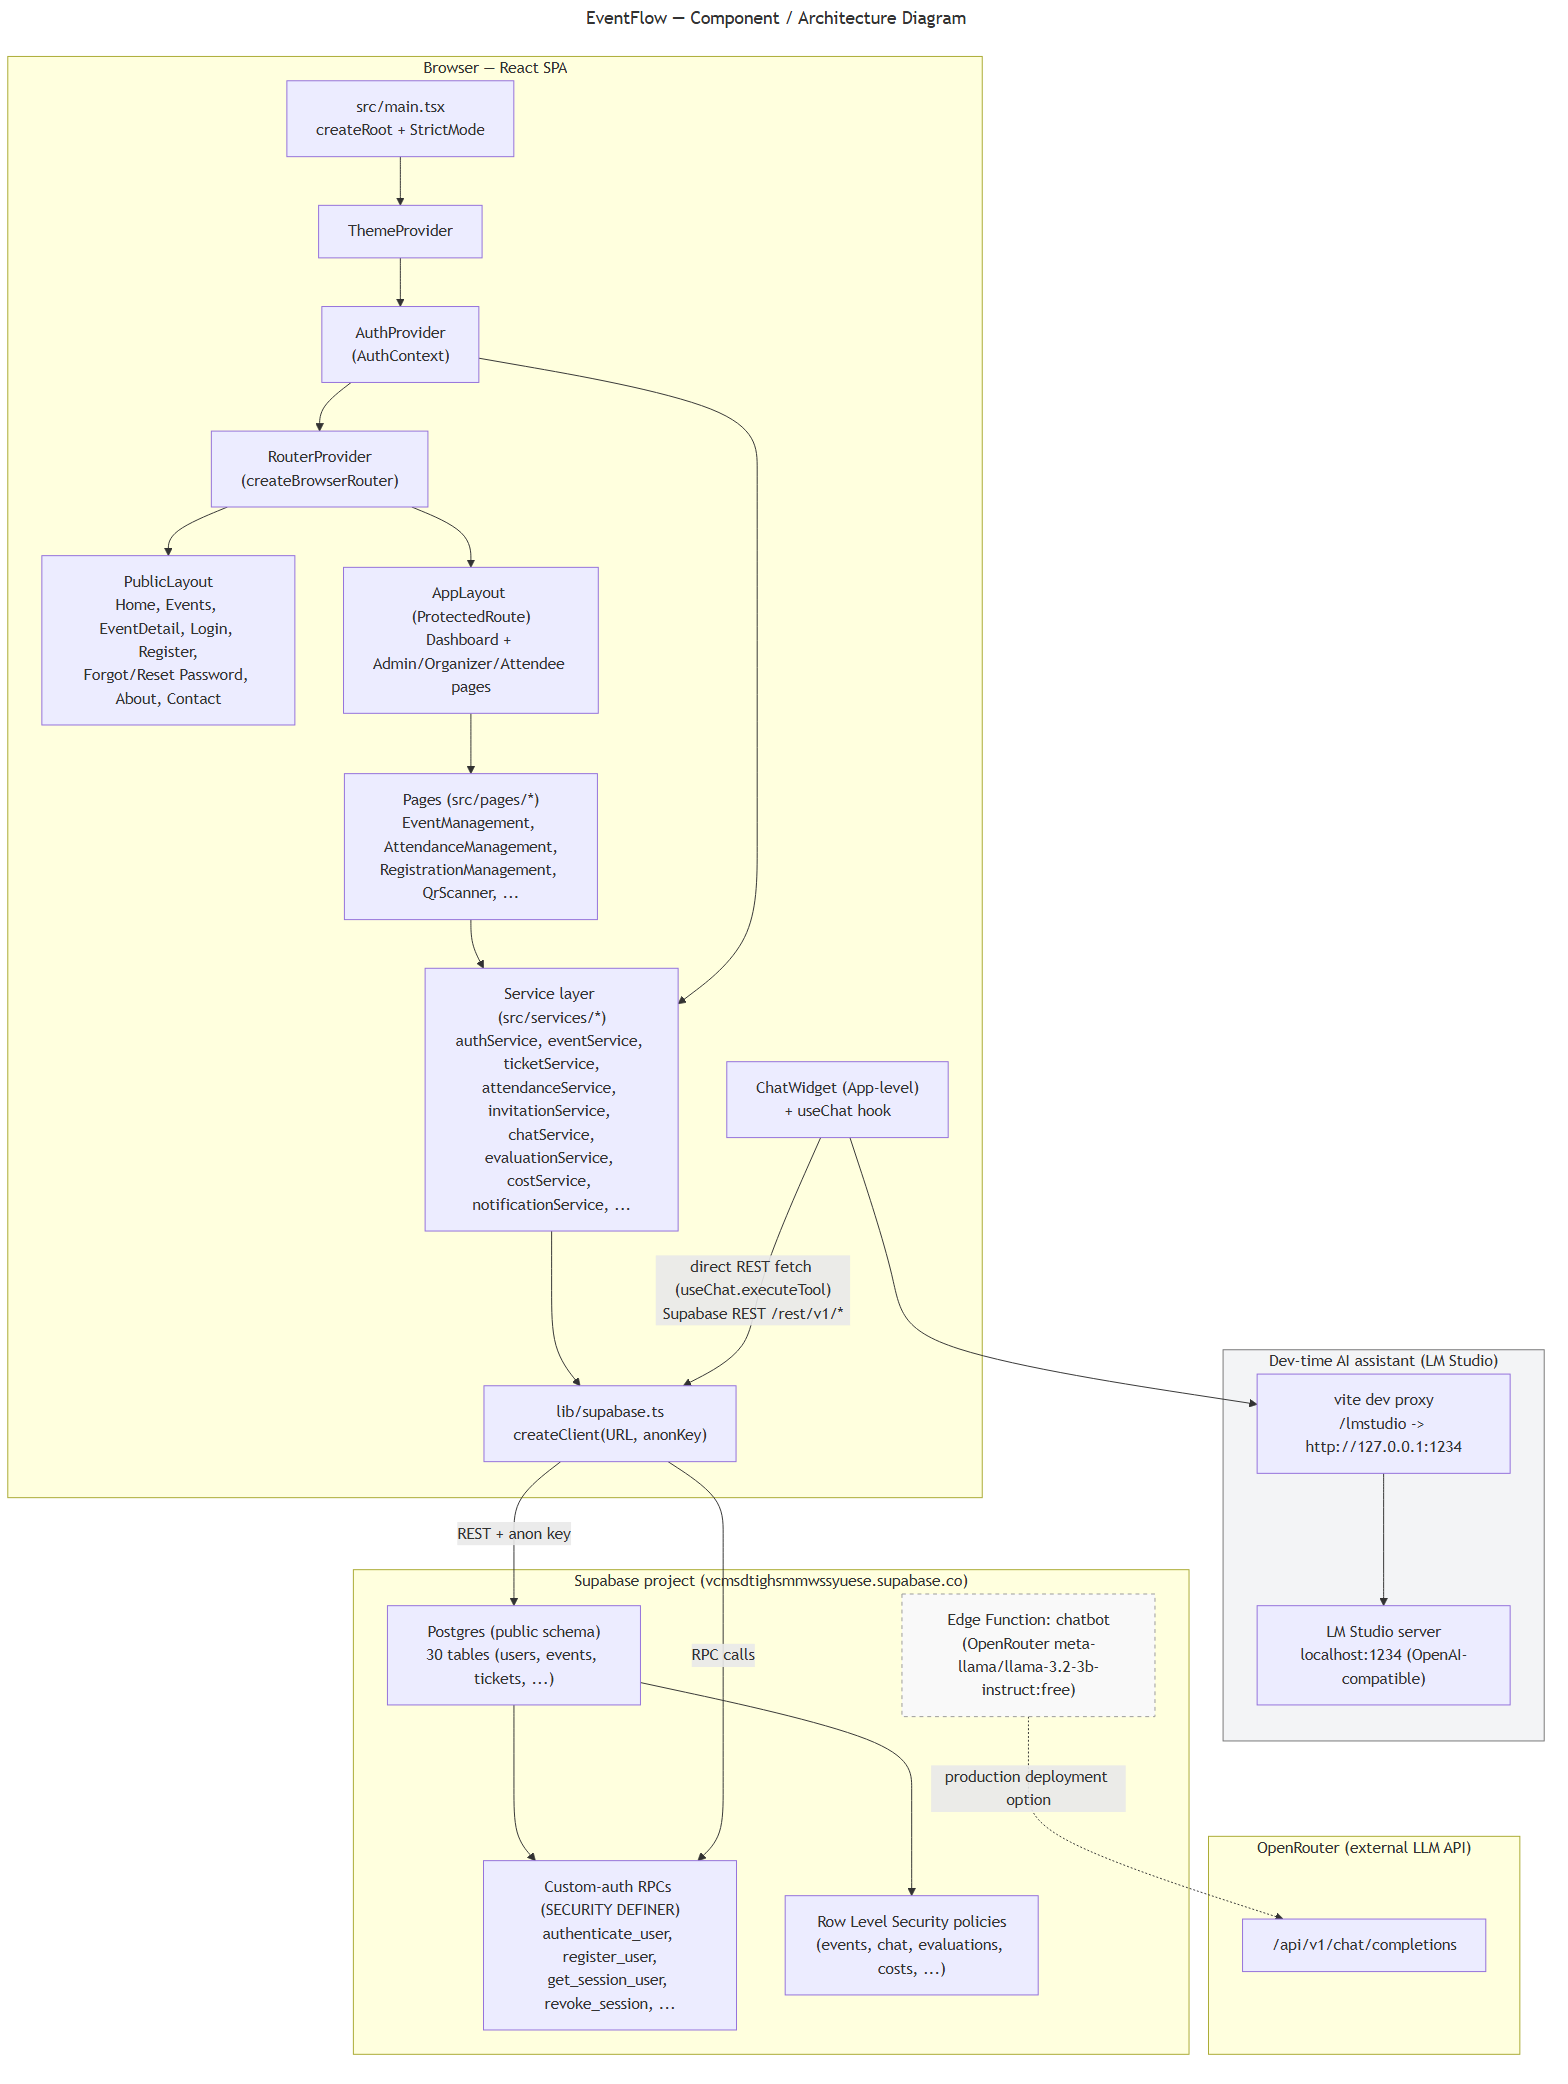 EventFlow — Component / Architecture Diagram
Browser — React SPA
src/main.tsx
createRoot + StrictMode
ThemeProvider
AuthProvider
(AuthContext)
RouterProvider
(createBrowserRouter)
PublicLayout
Home, Events,
EventDetail, Login,
Register,
Forgot/Reset Password,
About, Contact
AppLayout
(ProtectedRoute)
Dashboard +
Admin/Organizer/Attendee
pages
Pages (src/pages/*)
EventManagement,
AttendanceManagement,
RegistrationManagement,
QrScanner, ...
Service layer
(src/services/*)
authService, eventService,
ticketService,
attendanceService,
invitationService,
chatService,
evaluationService,
costService,
notificationService, ...
ChatWidget (App-level)
+ useChat hook
direct REST fetch
(useChat.executeTool)
Supabase REST /rest/v1/*
lib/supabase.ts
createClient(URL, anonKey)
Dev-time AI assistant (LM Studio)
vite dev proxy
/lmstudio ->
http://127.0.0.1:1234
LM Studio server
localhost:1234 (OpenAI-
compatible)
REST + anon key
RPC calls
Supabase project (vcmsdtighsmmwssyuese.supabase.co)
Postgres (public schema)
30 tables (users, events,
tickets, ...)
Edge Function: chatbot
(OpenRouter meta-
llama/llama-3.2-3b-
instruct:free)
production deployment
option
Custom-auth RPCs
(SECURITY DEFINER)
authenticate_user,
register_user,
get_session_user,
revoke_session, ...
Row Level Security policies
(events, chat, evaluations,
costs, ...)
OpenRouter (external LLM API)
/api/v1/chat/completions